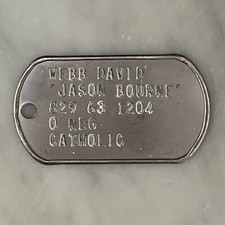 WEBB DAVID
"JASON BOURNE"
829 63 1204
O NEG
CATHOLIC